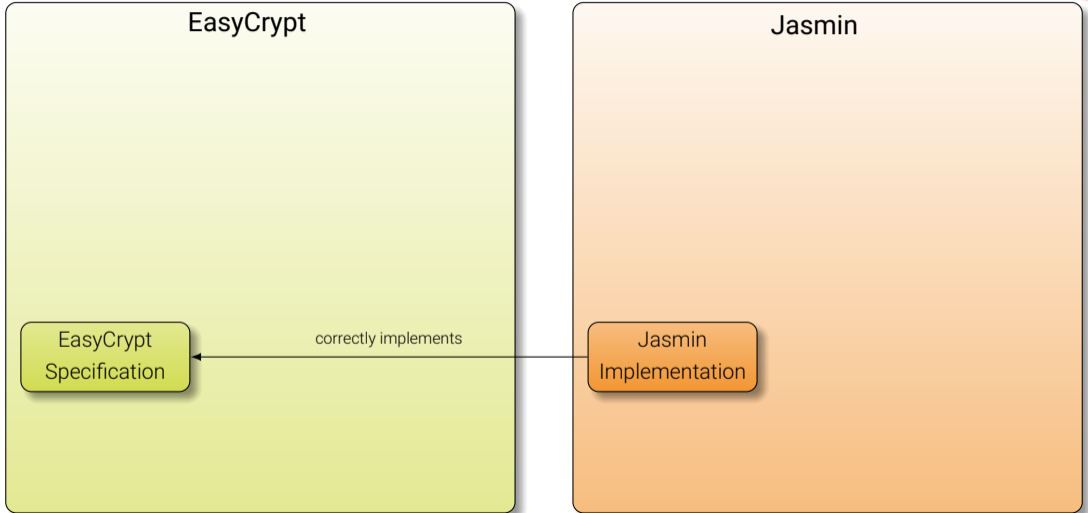 EasyCrypt
Jasmin
EasyCrypt
Specification
correctly implements
Jasmin
Implementation